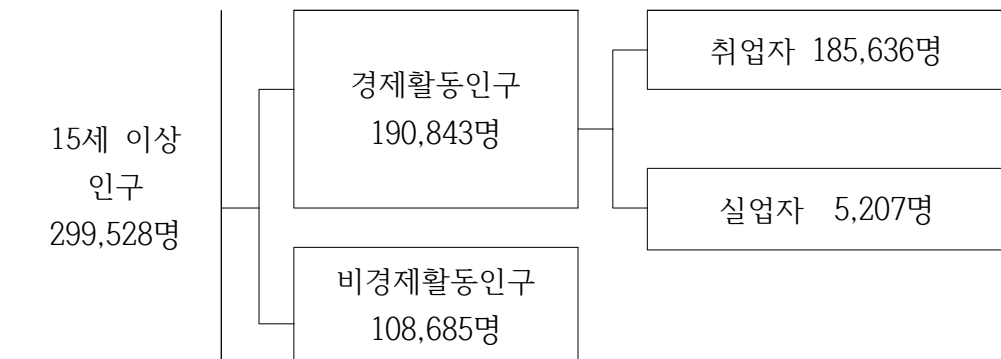 15세 이상
인구
299,528명
경제활동인구
190,843명
비경제활동인구
108,685명
취업자 185,636명
실업자 5,207명